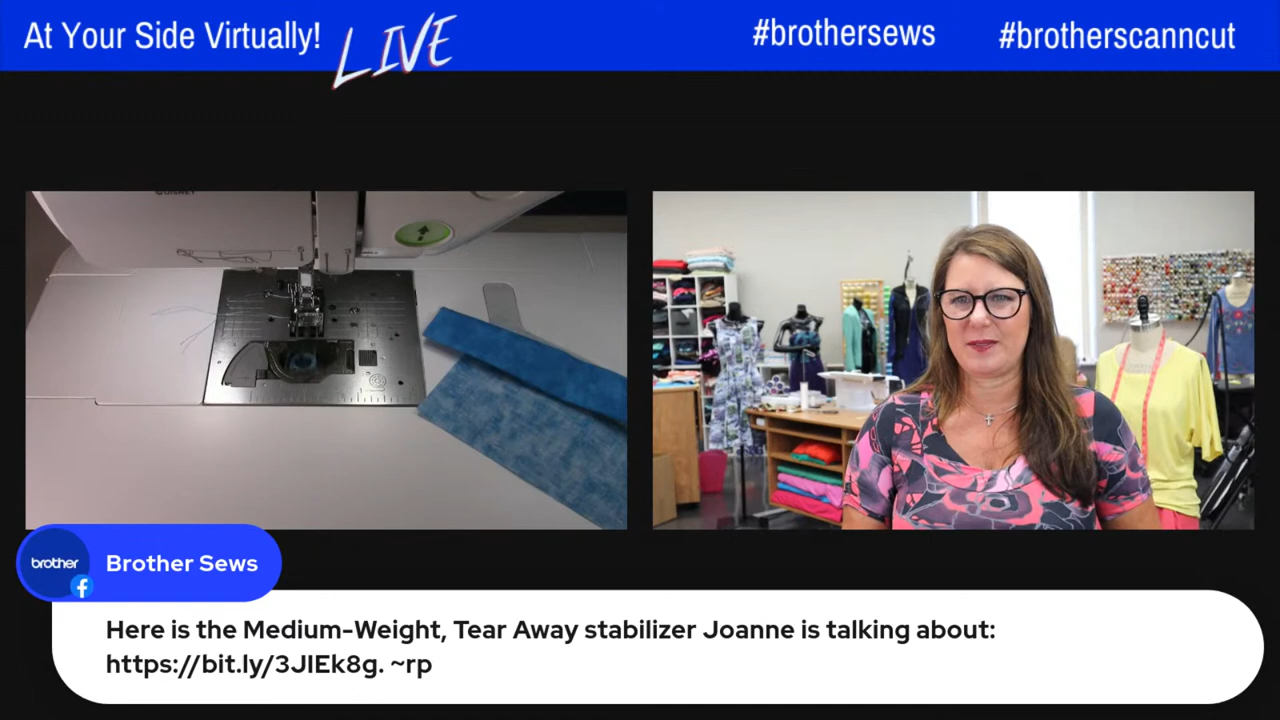 At Your Side Virtually!
LIVE
#brothersews
#brotherscanncut
brother
Brother Sews
Here is the Medium-Weight, Tear Away stabilizer Joanne is talking about:
https://bit.ly/3JIEk8g. ~rp